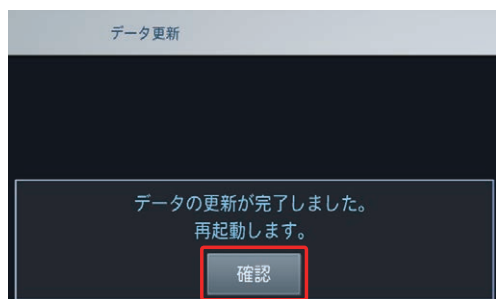 データ更新
データの更新が完了しました。
再起動します。
確認